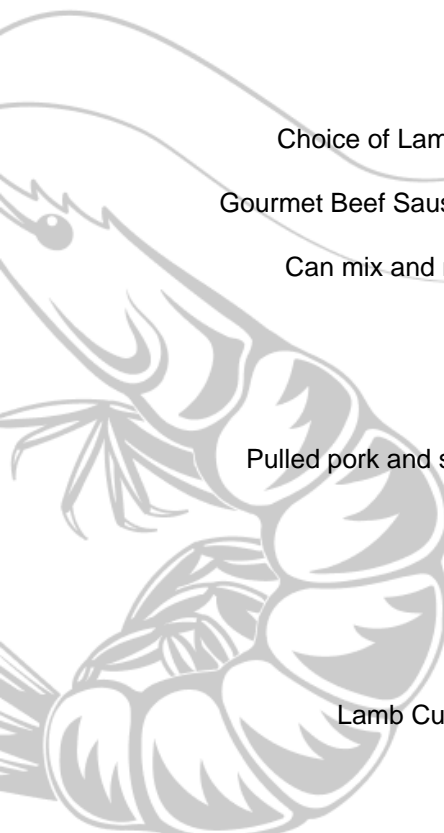 Choice of Lam
Gourmet Beef Saus
Can mix and
Pulled pork and s
Lamb Cu